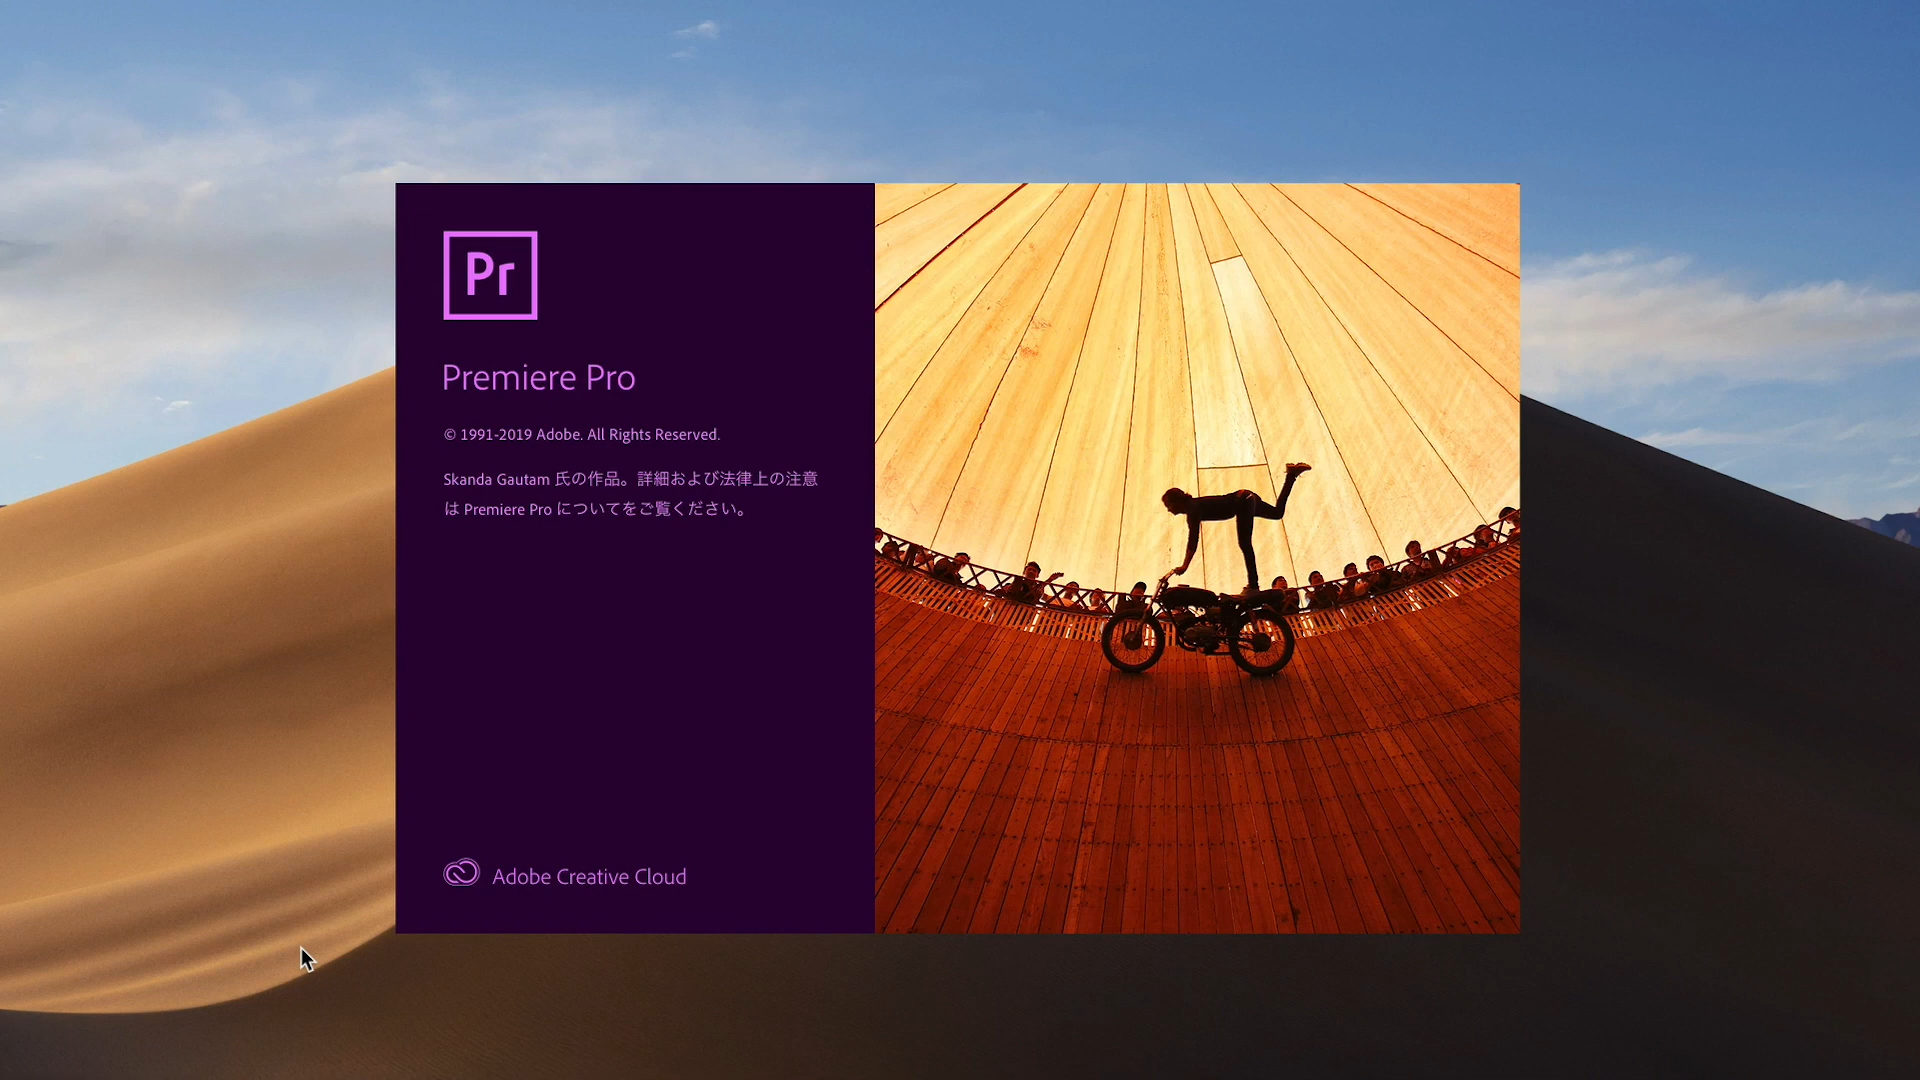 Pr
Premiere Pro
© 1991-2019 Adobe. All Rights Reserved.
Skanda Gautam 氏の作品。詳細および法律上の注意
は Premiere Pro についてをご覧ください。
Adobe Creative Cloud